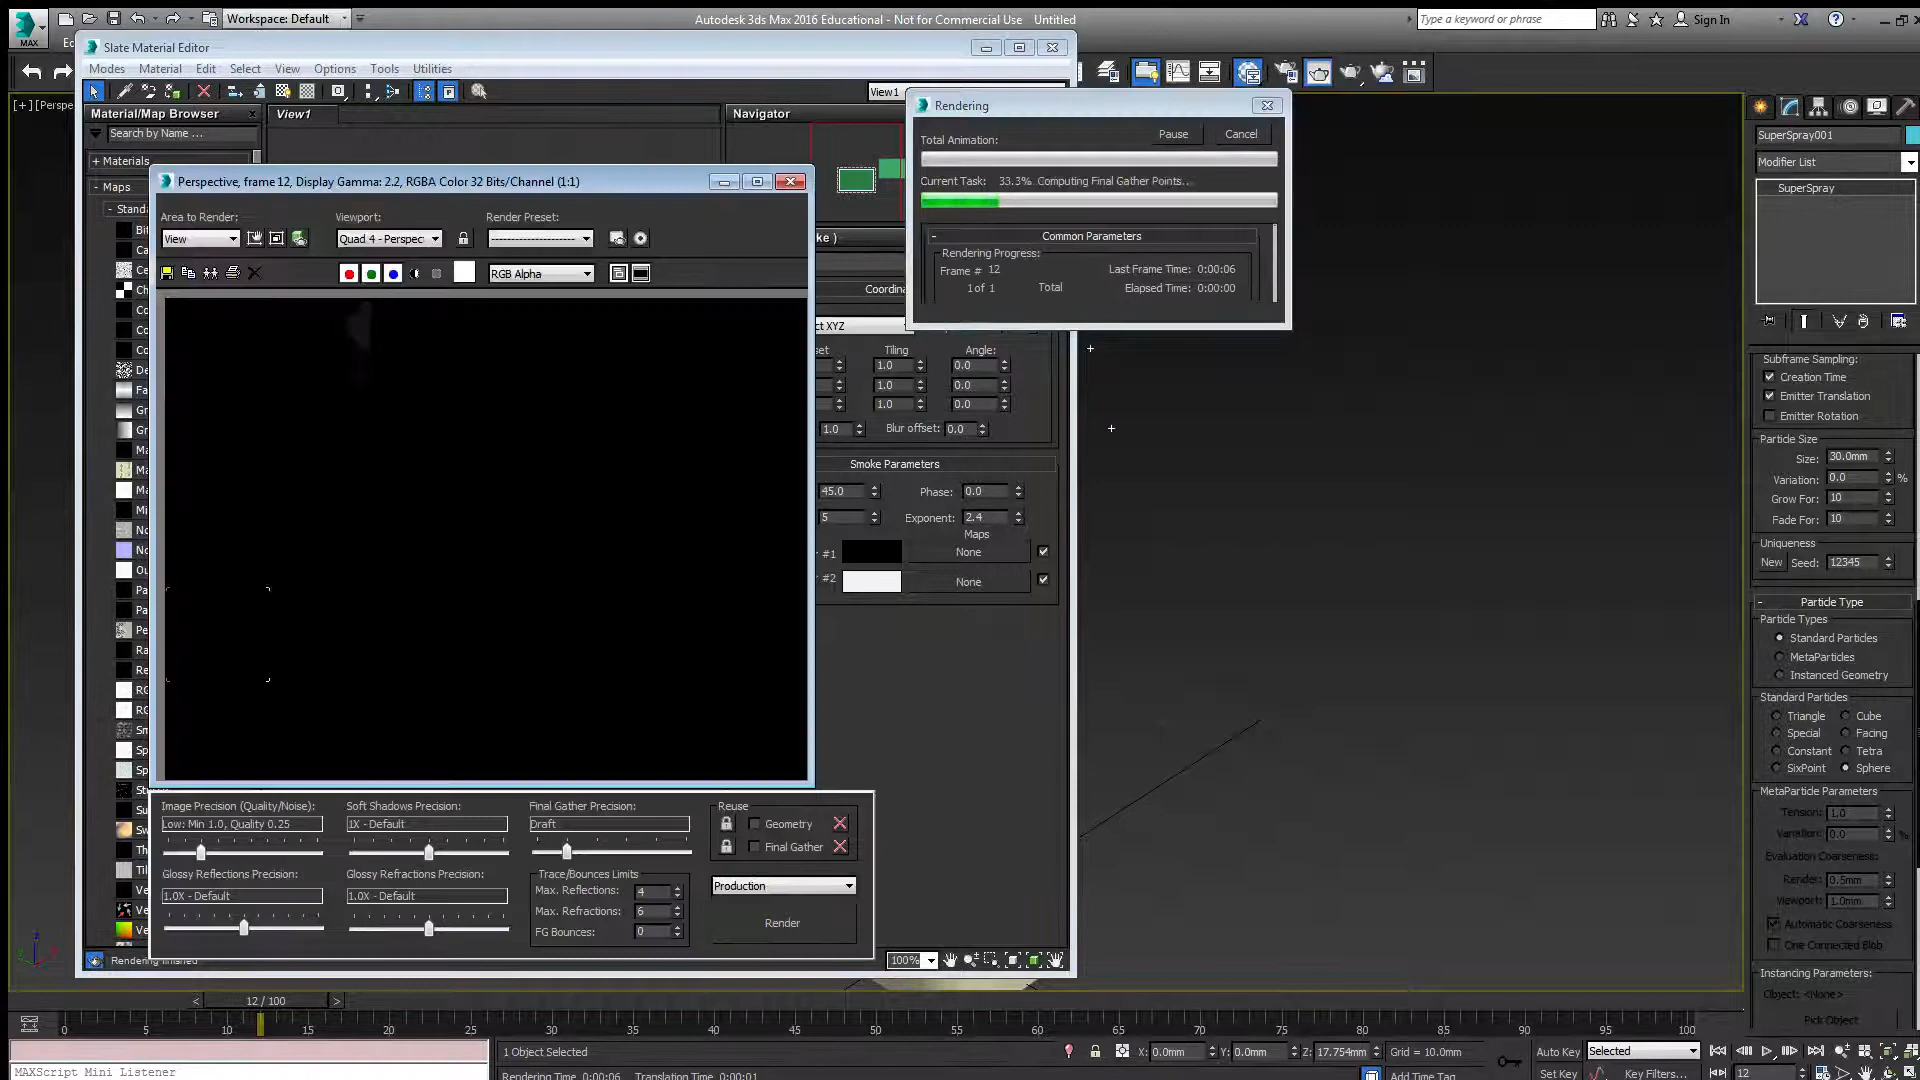 Workspace: Default
Autodesk 3ds Max 2016 Educational - Not for Commercial Use Untitled
Type a keyword or phrase
Sign In
MAX
Slate Material Editor
Modes Material Edit Select View Options Tools Utilities
View1
Material/Map Browser
View1
Navigator
Search by Name ...
+ Materials
- Maps
Rendering
Total Animation:
Pause
Cancel
Current Task: 33.3% Computing Final Gather Points..
Common Parameters
Rendering Progress:
Frame # 12
Last Frame Time: 0:00:06
1 of 1 Total
Elapsed Time: 0:00:00
Perspective, frame 12, Display Gamma: 2.2, RGBA Color 32 Bits/Channel (1:1)
Area to Render:
Viewport:
Render Preset:
View
Quad 4 - Perspec
RGB Alpha
XYZ
Tiling
Angle:
1.0 0.0
1.0 0.0
1.0 0.0
1.0 Blur offset: 0.0
Smoke Parameters
45.0 Phase: 0.0
5 Exponent: 2.4
Maps
#1 None
#2 None
Image Precision (Quality/Noise):
Low: Min 1.0, Quality 0.25
Soft Shadows Precision:
1X - Default
Final Gather Precision:
Draft
Reuse
Geometry
Final Gather
Glossy Reflections Precision:
1.0X - Default
Glossy Refractions Precision:
1.0X - Default
Trace/Bounces Limits
Max. Reflections: 4
Max. Refractions: 6
FG Bounces: 0
Production
Render
Rendering finished
100%
SuperSpray001
Modifier List
SuperSpray
Subframe Sampling:
Creation Time
Emitter Translation
Emitter Rotation
Particle Size
Size: 30.0mm
Variation: 0.0 %
Grow For: 10
Fade For: 10
Uniqueness
New Seed: 12345
Particle Type
Particle Types
Standard Particles
MetaParticles
Instanced Geometry
Standard Particles
Triangle Cube
Special Facing
Constant Tetra
SixPoint Sphere
MetaParticle Parameters
Tension: 1.0
Variation: 0.0 %
Evaluation Coarseness:
Render: 0.5mm
Viewport: 1.0mm
Automatic Coarseness
One Connected Blob
Instancing Parameters:
Object: <None>
Pick Object
< 12 / 100 >
0 5 10 15 20 25 30 35 40 45 50 55 60 65 70 75 80 85 90 95 100
1 Object Selected
X: 0.0mm Y: 0.0mm Z: 17.754mm Grid = 10.0mm
Auto Key Selected
MAXScript Mini Listener
Rendering Time 0:00:06 Translation Time 0:00:01
Add Time Tag
Set Key Key Filters...
12